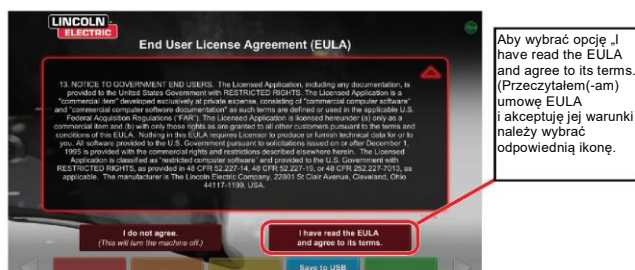 LINCOLN
ELECTRIC
End User License Agreement (EULA)
13. NOTICE TO GOVERNMENT END USERS. The Licensed Application, including any documentation, is
provided to the United States Government with RESTRICTED RIGHTS. The Licensed Application is a
"commercial item" developed exclusively at private expense, consisting of "commercial computer software"
and "commercial computer software documentation" as such terms are defined or used in the applicable U.S.
Federal Acquisition Regulations ("FAR"). The Licensed Application is licensed hereunder (a) only as a
commercial item and (b) with only those rights as are granted to all other customers pursuant to the terms and
conditions of this EULA. Nothing in this EULA requires Licensor to produce or furnish technical data for or to
you. All software provided to the U.S. Government pursuant to solicitations issued on or after December 1,
1995 is provided with the commercial rights and restrictions described elsewhere herein. The Licensed
Application is classified as "restricted computer software" and provided to the U.S. Government with
RESTRICTED RIGHTS, as provided in 48 CFR 52.227-14, 48 CFR 52.227-19, or 48 CFR 252.227-7013, as
applicable. The manufacturer is The Lincoln Electric Company, 22801 St Clair Avenue, Cleveland, Ohio
44117-1199, USA.
I do not agree.
(This will turn the machine off.)
I have read the EULA
and agree to its terms.
Save to USB
Aby wybrać opcję „I
have read the EULA
and agree to its terms.
(Przeczytałem(-am)
umowę EULA
i akceptuję jej warunki
należy wybrać
odpowiednią ikonę.